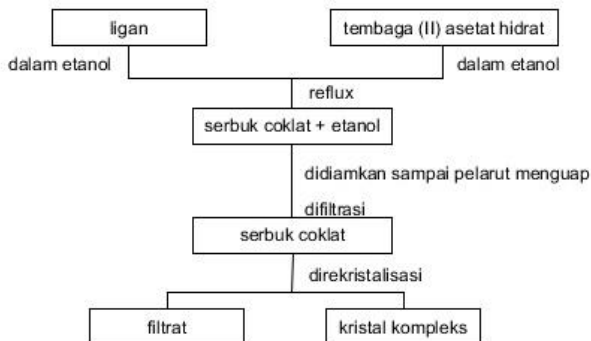 ligan
tembaga (II) asetat hidrat
dalam etanol
dalam etanol
reflux
serbuk coklat + etanol
didiamkan sampai pelarut menguap
difiltrasi
serbuk coklat
direkristalisasi
filtrat
kristal kompleks